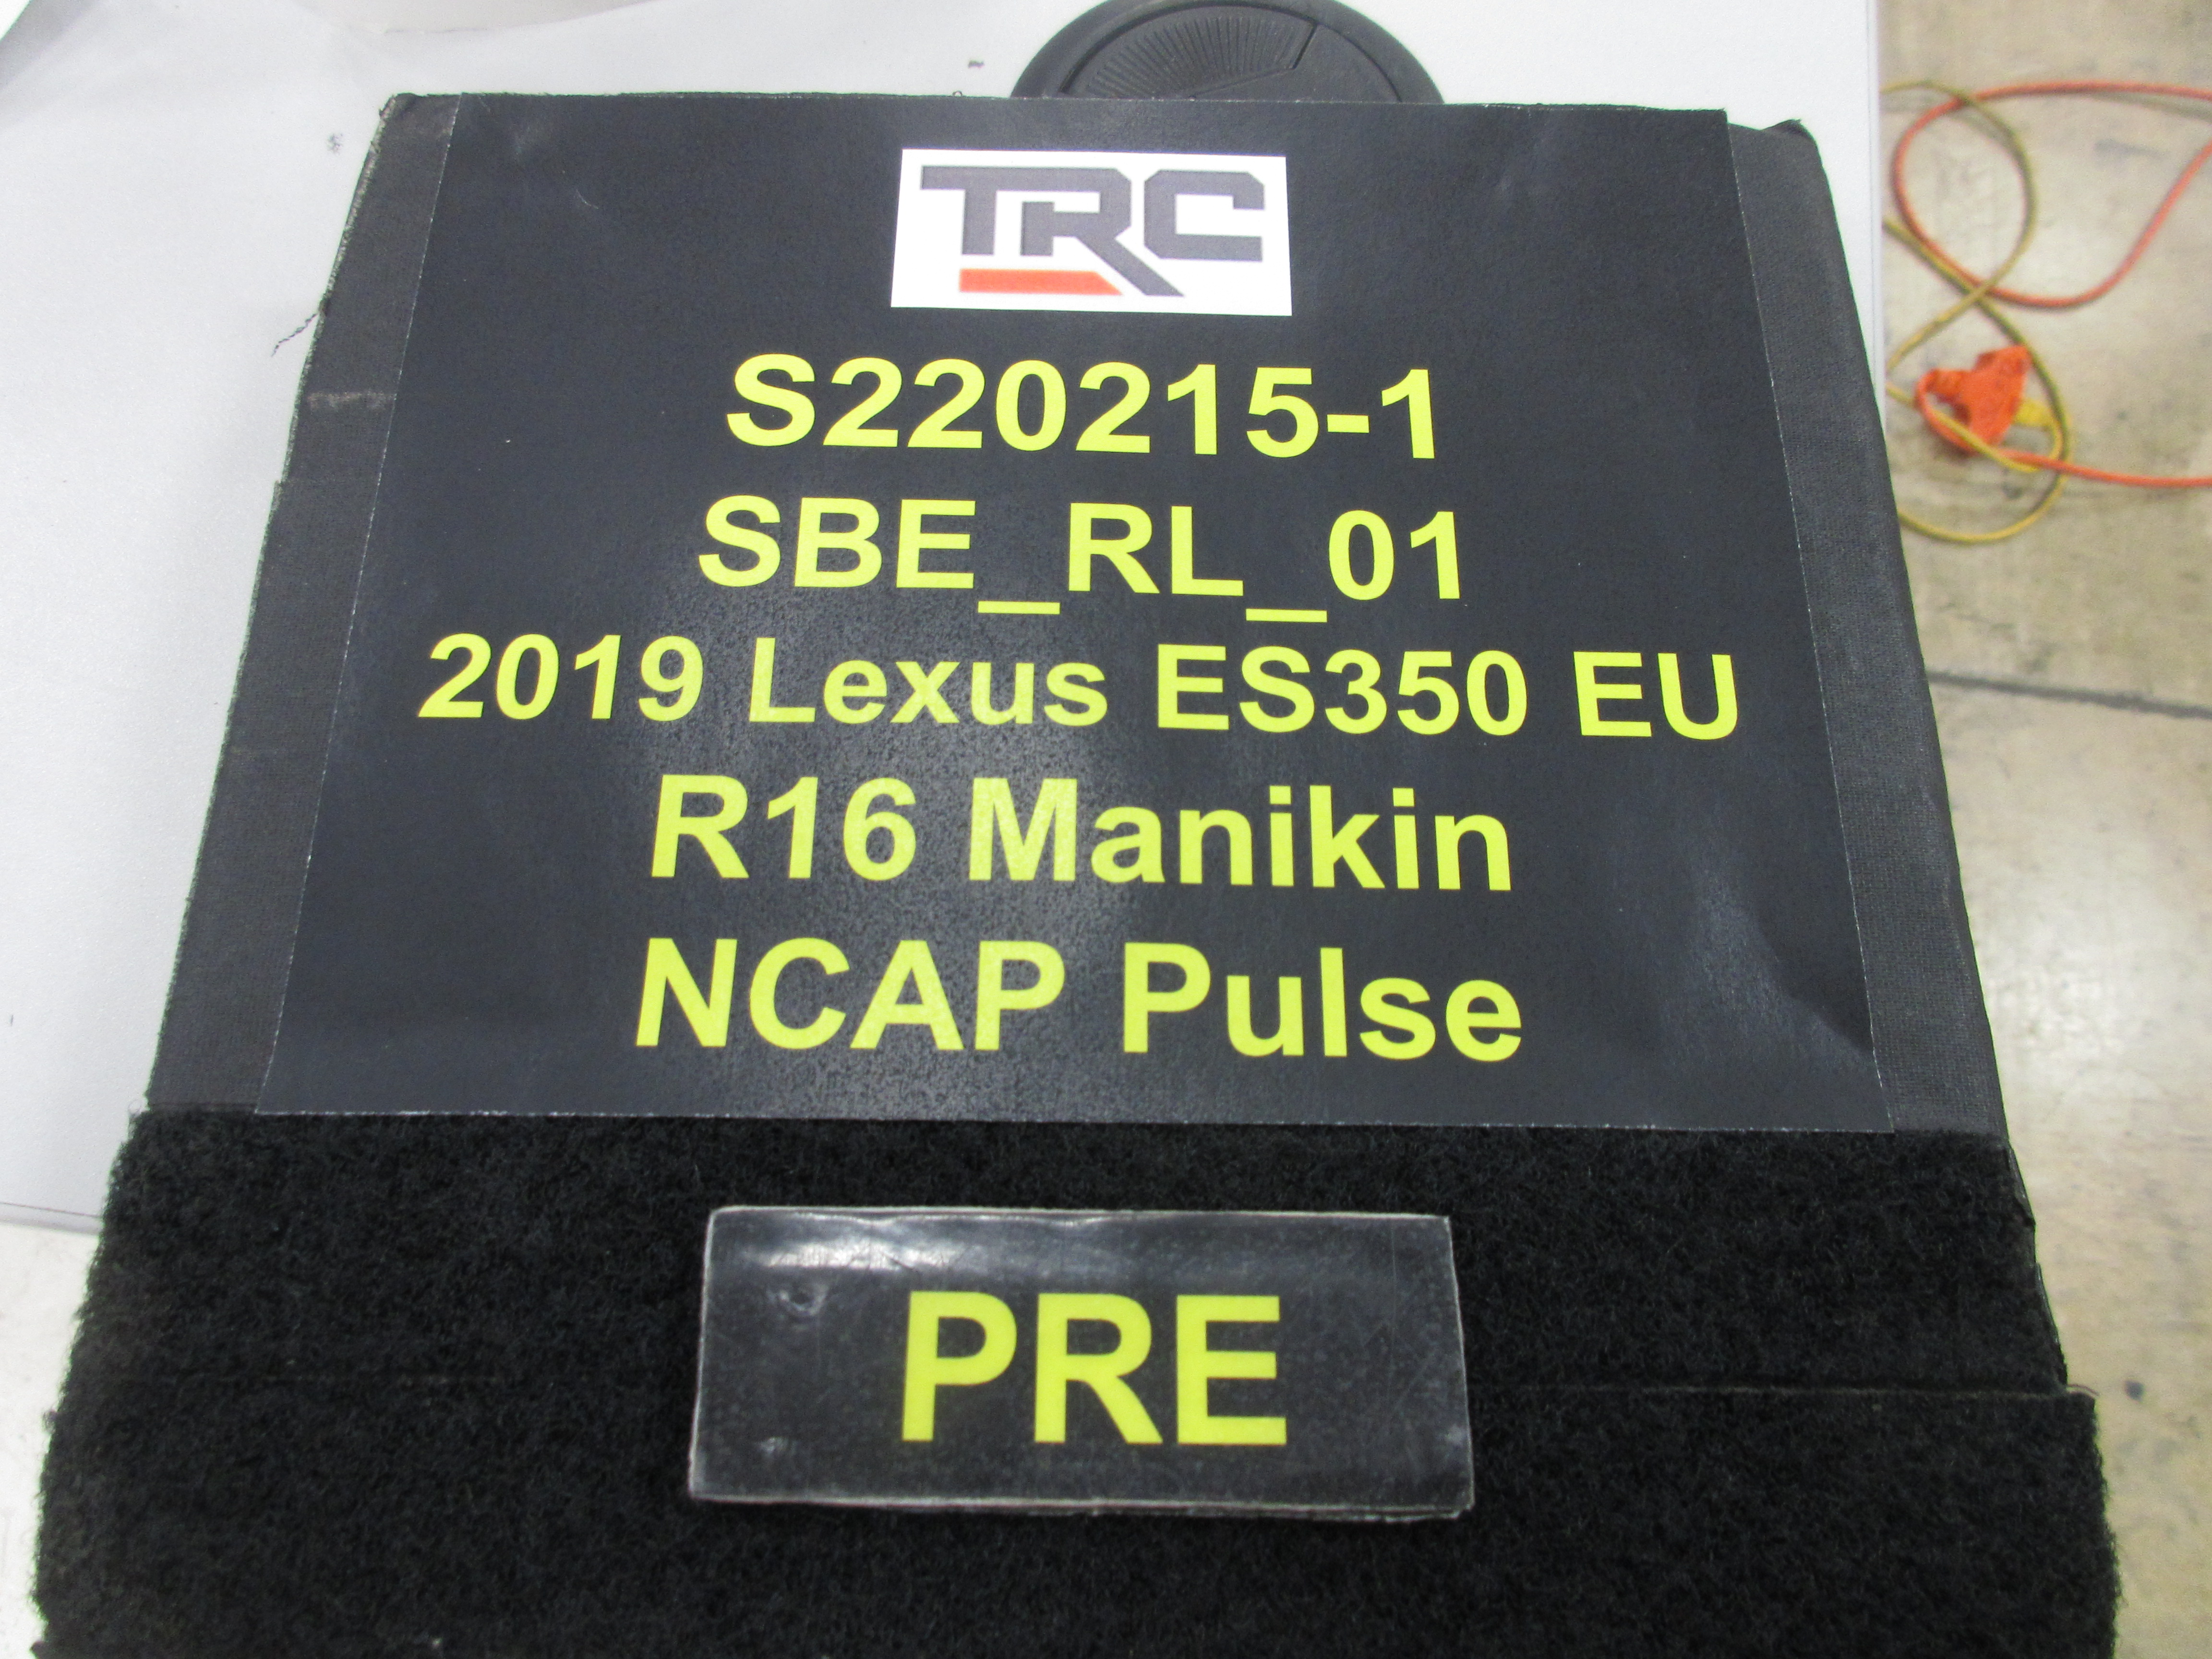 TRC
S220215-1
SBE_RL_01
2019 Lexus ES350 EU
R16 Manikin
NCAP Pulse
PRE